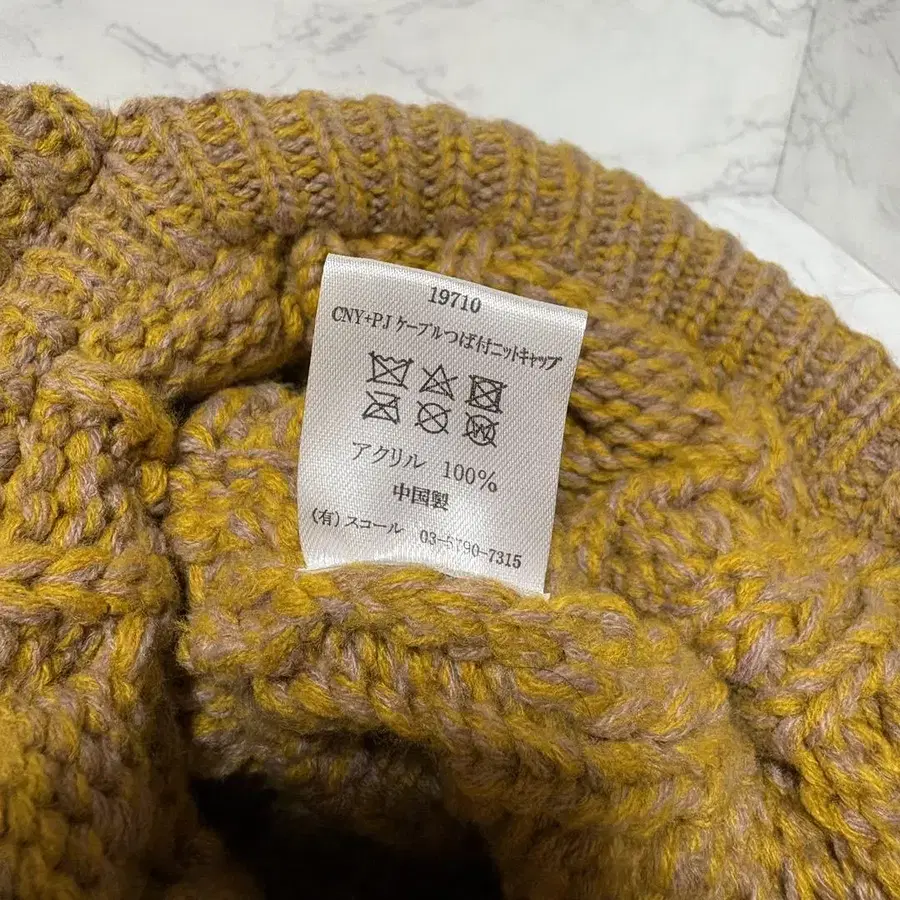 19710
CNY+PJ ケーブルつば付ニットキャップ
アクリル 100%
中国製
(有) スコール 03-5790-7315